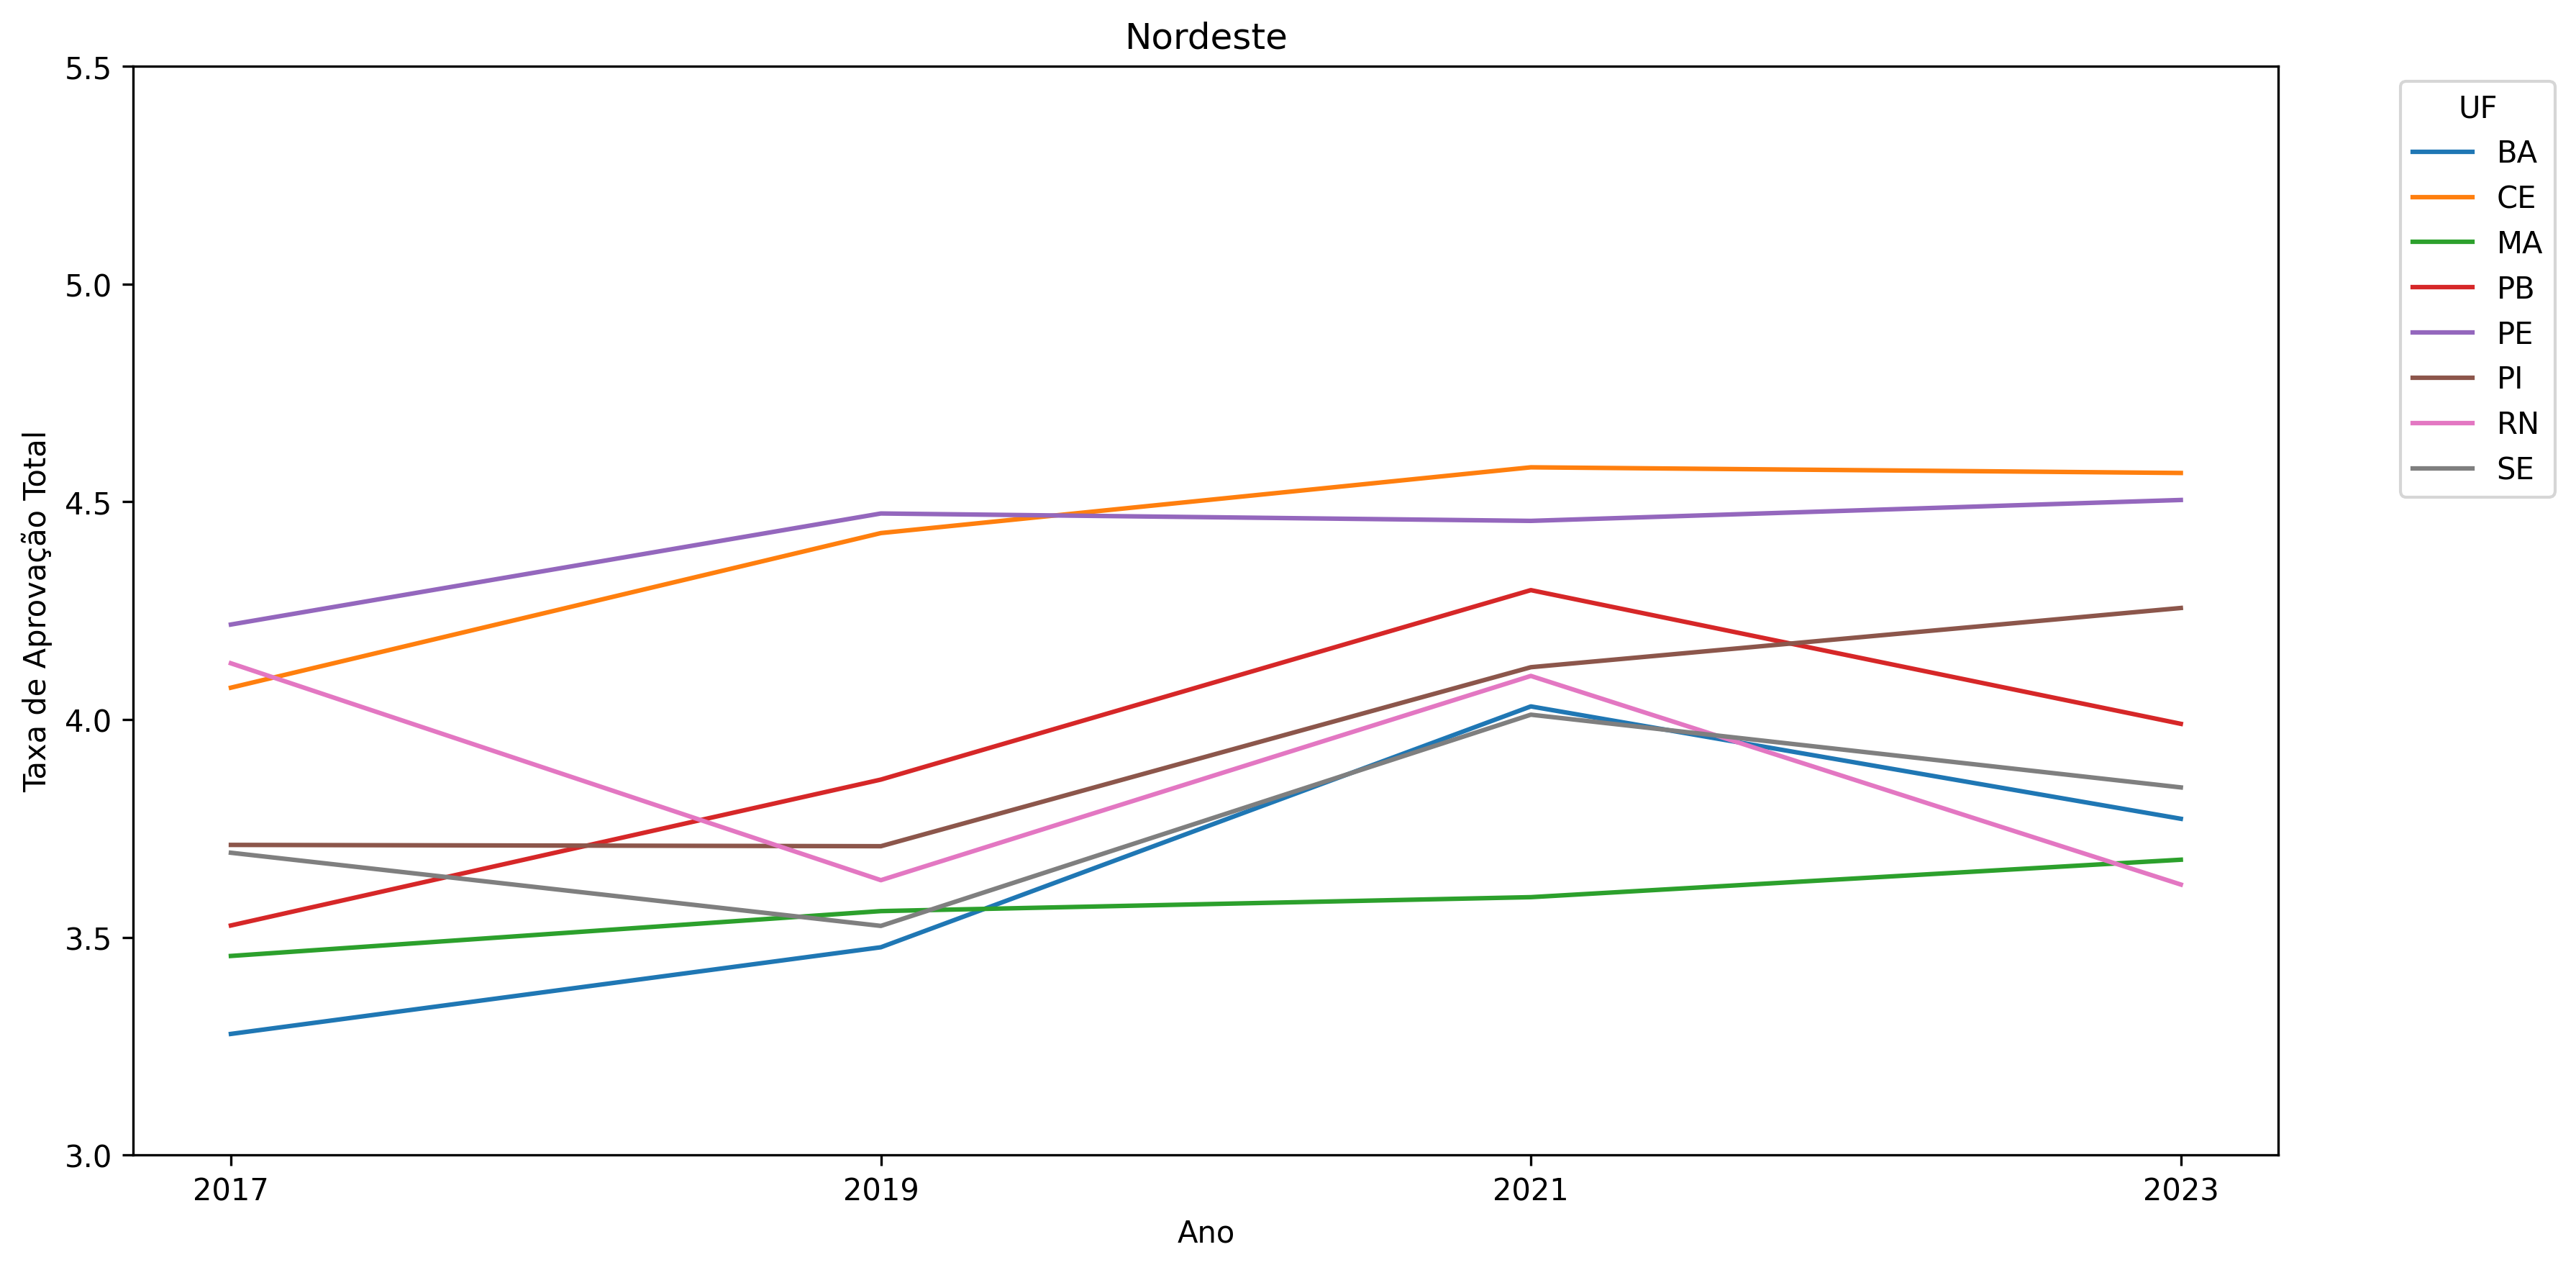 Nordeste
Taxa de Aprovação Total
5.5
5.0
4.5
4.0
3.5
3.0
2017 2019 2021 2023
Ano
UF
BA
CE
MA
PB
PE
PI
RN
SE